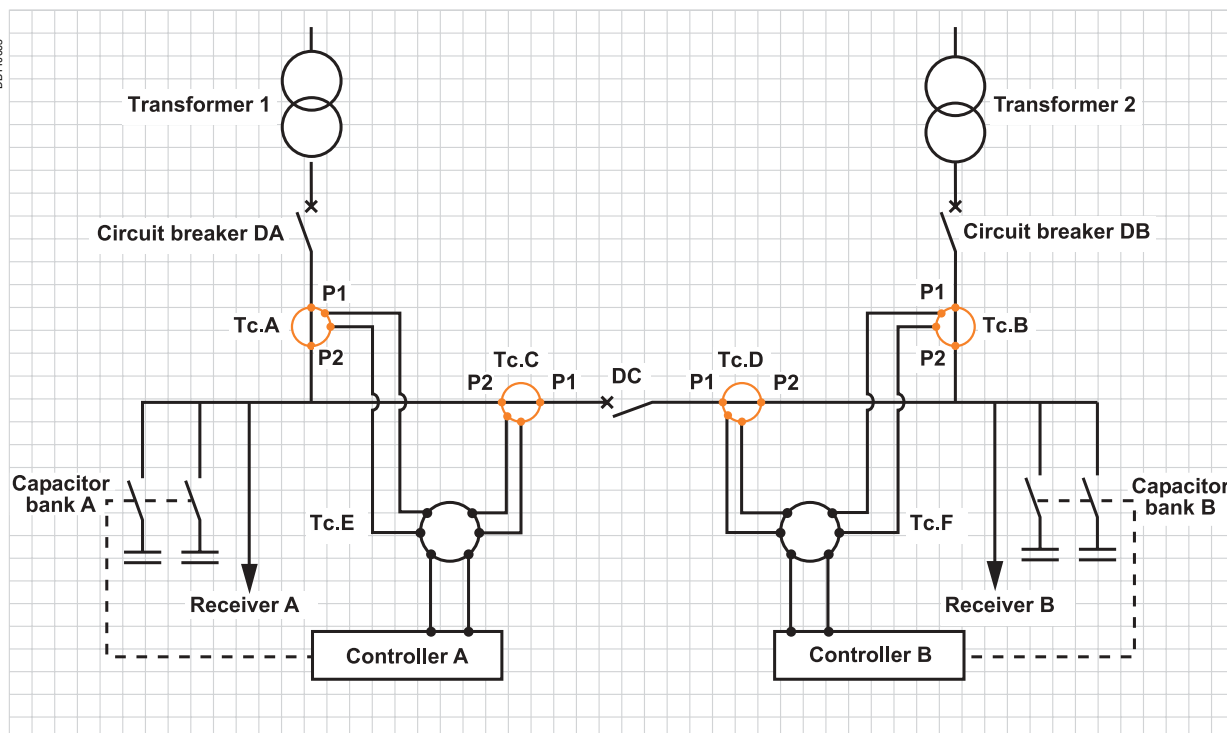 Transformer 1
Transformer 2
Circuit breaker DA
Circuit breaker DB
P1
P1
Tc.A
Tc.B
P2
P2
Tc.C
Tc.D
DC
P2
P1
P1
P2
Capacitor
bank A
Capacitor
bank B
Tc.E
Tc.F
Receiver A
Receiver B
Controller A
Controller B